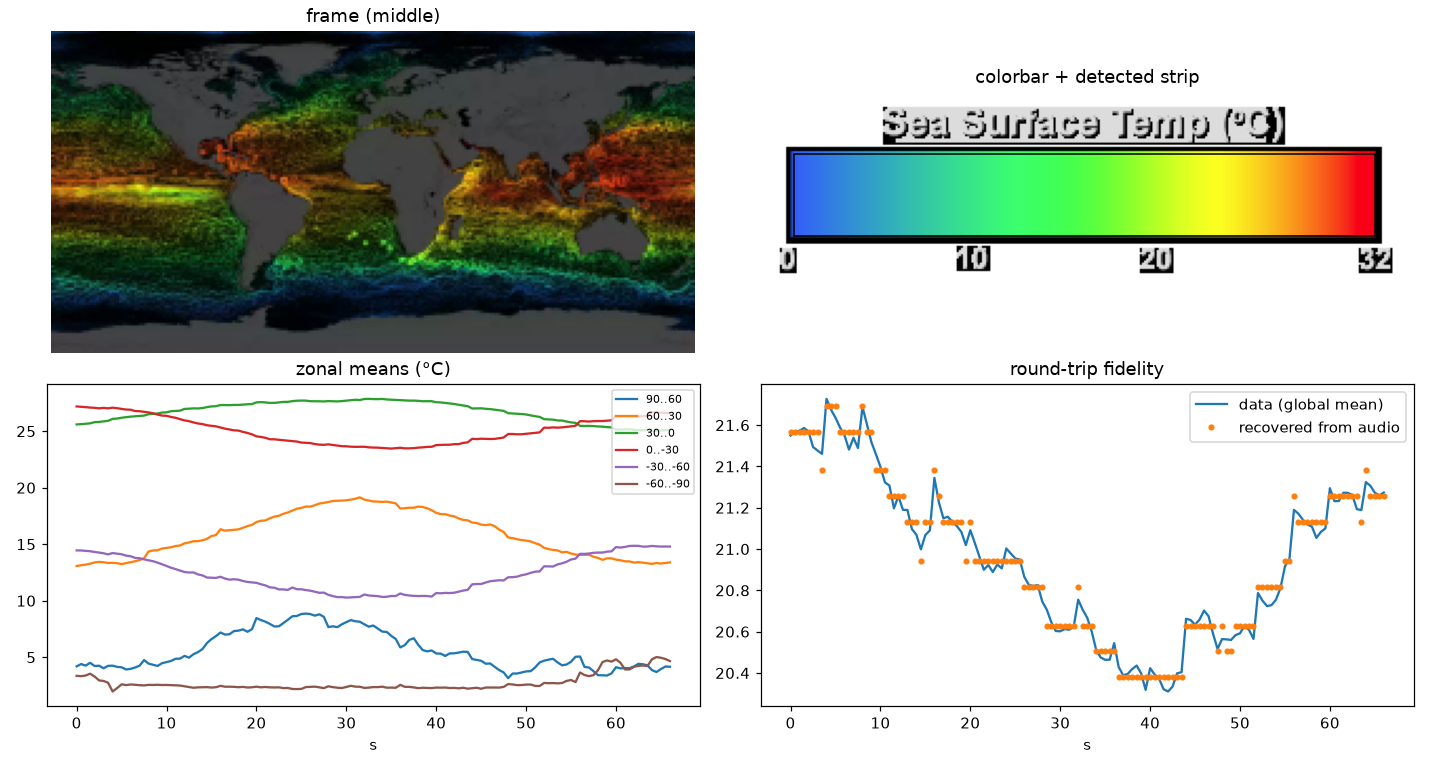 frame (middle)
colorbar + detected strip
Sea Surface Temp (ºC)
0 10 20 32
zonal means (°C)
90..60
60..30
30..0
0..-30
-30..-60
-60..-90
25
20
15
10
5
0 10 20 30 40 50 60
s
round-trip fidelity
data (global mean)
recovered from audio
21.6
21.4
21.2
21.0
20.8
20.6
20.4
0 10 20 30 40 50 60
s